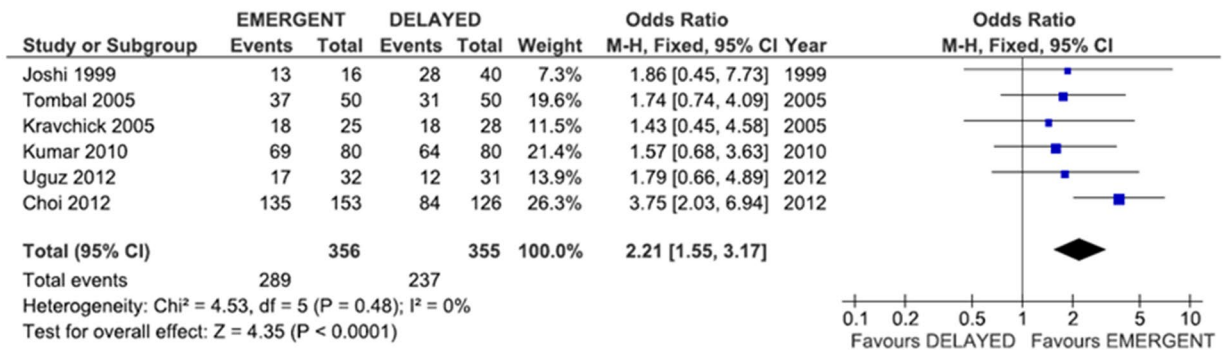 EMERGENT DELAYED Odds Ratio Odds Ratio
Study or Subgroup Events Total Events Total Weight M-H, Fixed, 95% CI Year M-H, Fixed, 95% CI
Joshi 1999 13 16 28 40 7.3% 1.86 [0.45, 7.73] 1999
Tombal 2005 37 50 31 50 19.6% 1.74 [0.74, 4.09] 2005
Kravchick 2005 18 25 18 28 11.5% 1.43 [0.45, 4.58] 2005
Kumar 2010 69 80 64 80 21.4% 1.57 [0.68, 3.63] 2010
Uguz 2012 17 32 12 31 13.9% 1.79 [0.66, 4.89] 2012
Choi 2012 135 153 84 126 26.3% 3.75 [2.03, 6.94] 2012
Total (95% CI) 356 355 100.0% 2.21 [1.55, 3.17]
Total events 289 237
Heterogeneity: Chi² = 4.53, df = 5 (P = 0.48); I² = 0%
Test for overall effect: Z = 4.35 (P < 0.0001)
0.1 0.2 0.5 1 2 5 10
Favours DELAYED Favours EMERGENT